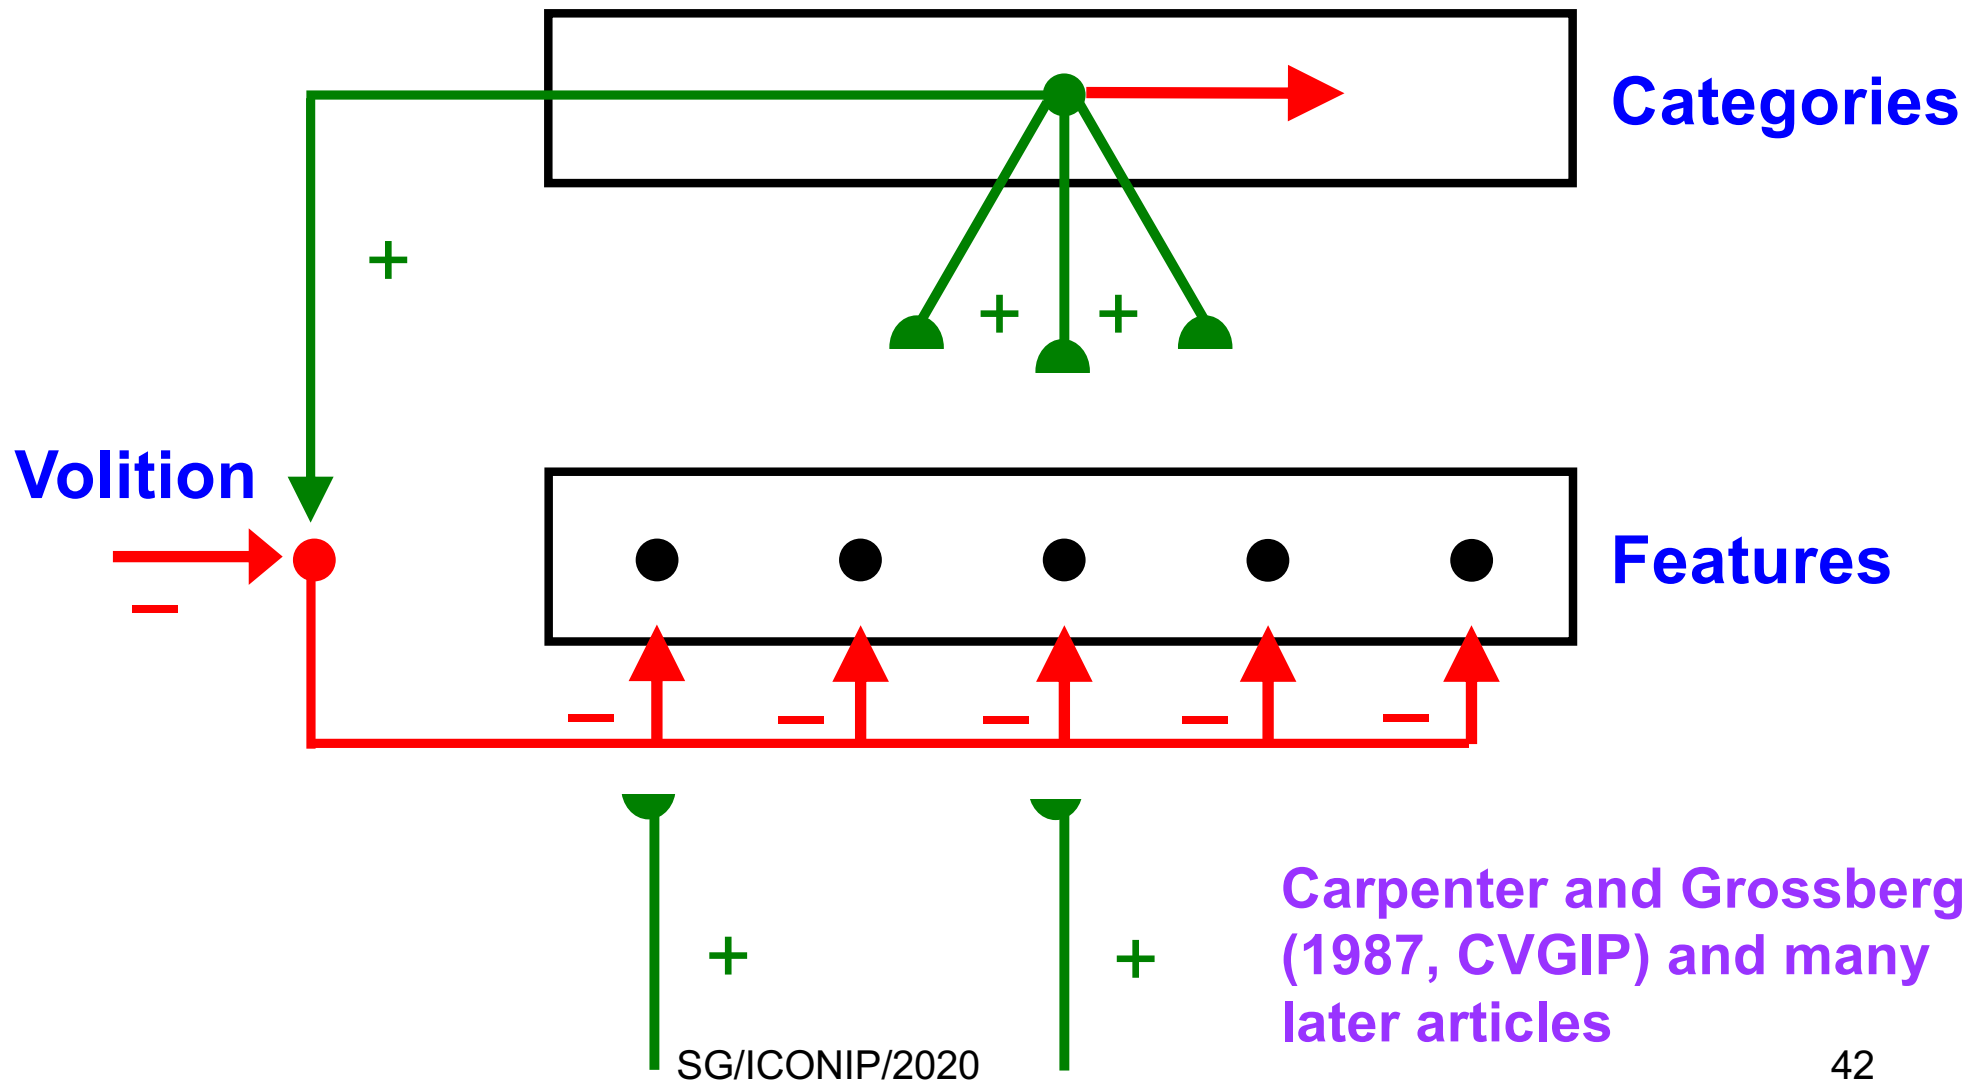 Categories
+
+ +
Volition
Features
–
– – – – –
+ +
Carpenter and Grossberg
(1987, CVGIP) and many
later articles
SG/ICONIP/2020
42